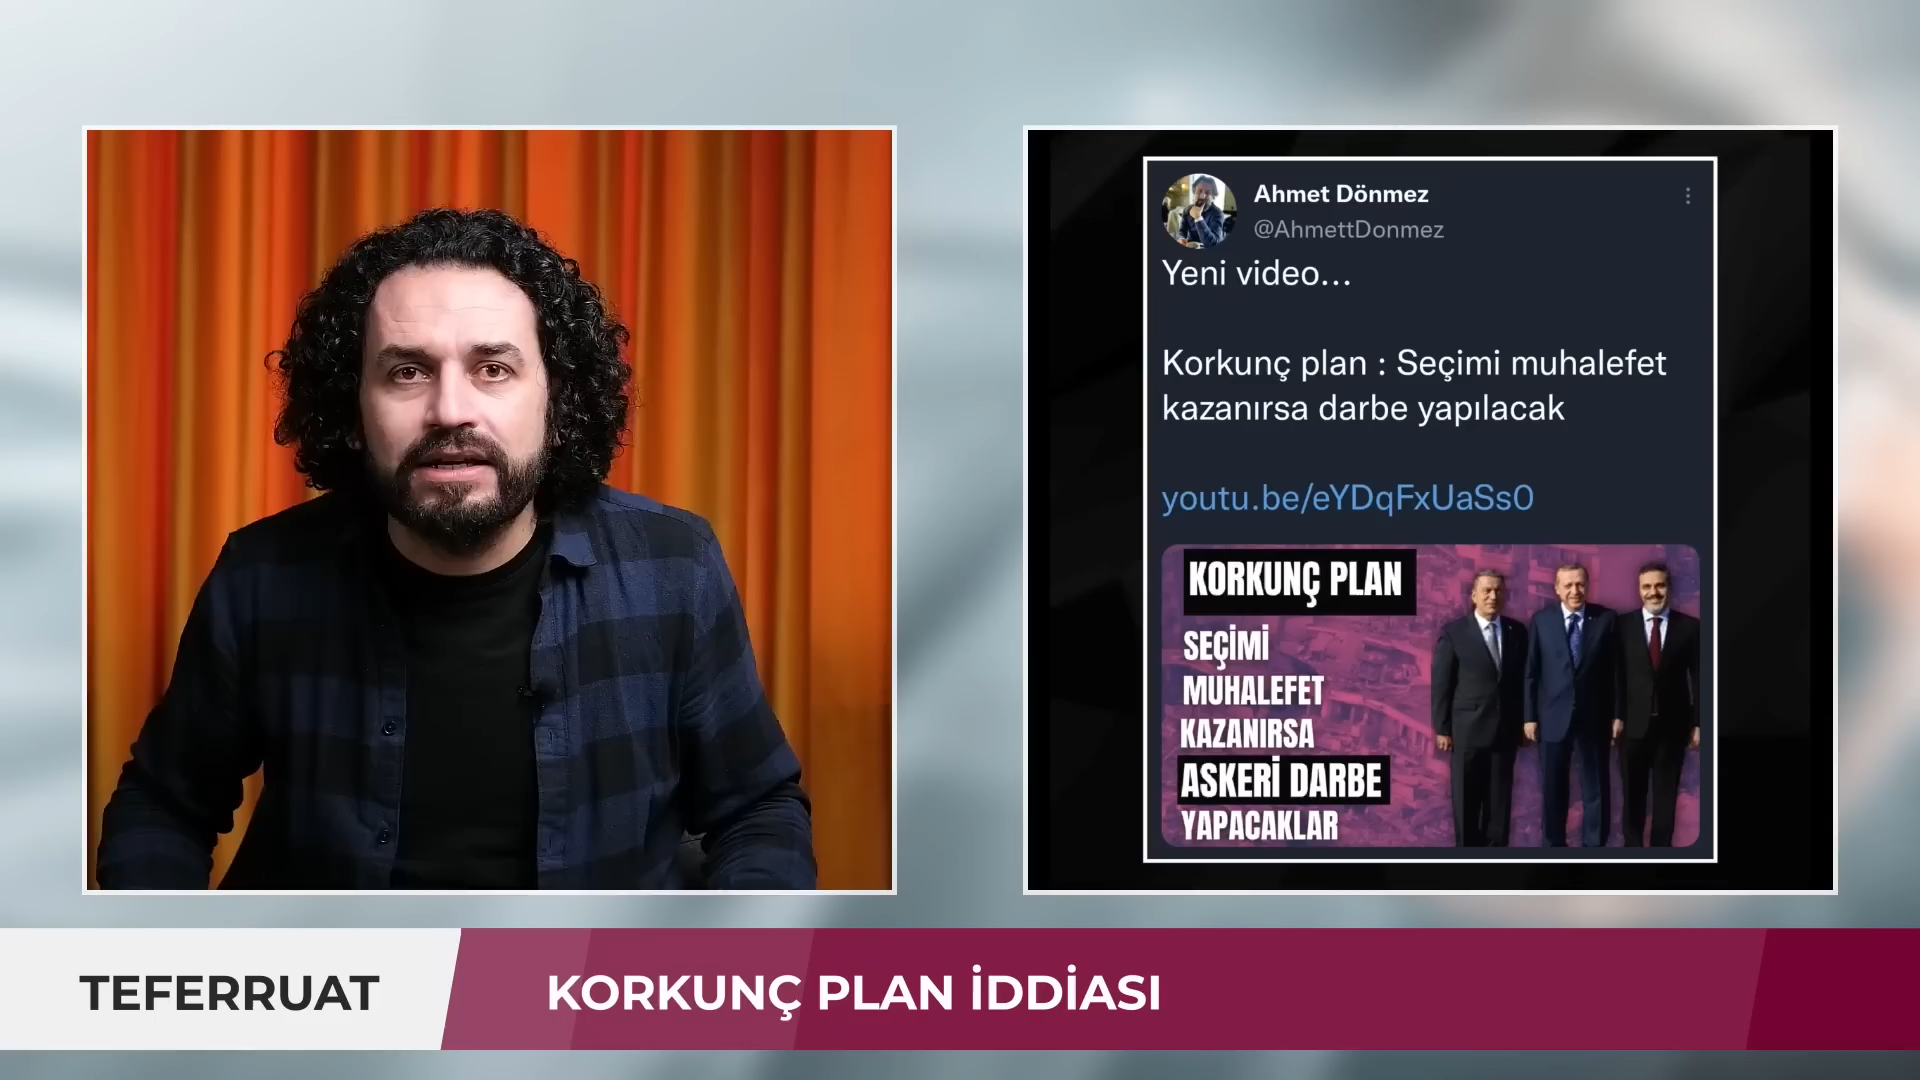 Ahmet Dönmez
@AhmettDonmez
Yeni video...
Korkunç plan : Seçimi muhalefet
kazanırsa darbe yapılacak
youtu.be/eYDqFxUaSs0
KORKUNÇ PLAN
SEÇİMİ
MUHALEFET
KAZANIRSA
ASKERİ DARBE
YAPACAKLAR
TEFERRUAT
KORKUNÇ PLAN İDDİASI